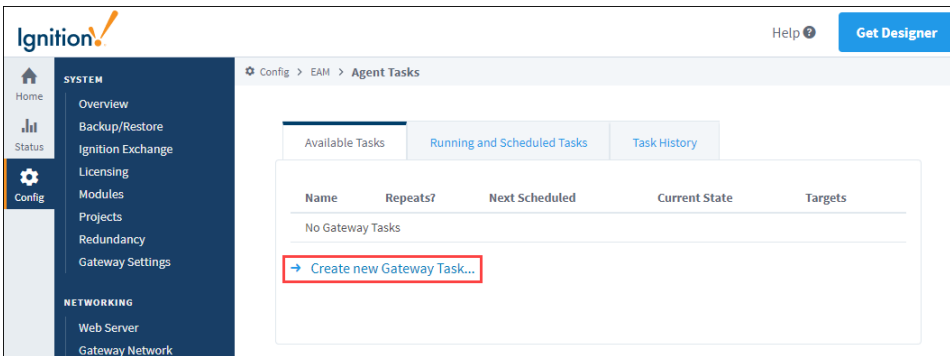 Ignition!
Help ?
Get Designer
Home
Status
Config
SYSTEM
Overview
Backup/Restore
Ignition Exchange
Licensing
Modules
Projects
Redundancy
Gateway Settings
NETWORKING
Web Server
Gateway Network
Config > EAM > Agent Tasks
Available Tasks Running and Scheduled Tasks Task History
Name Repeats? Next Scheduled Current State Targets
No Gateway Tasks
→ Create new Gateway Task...